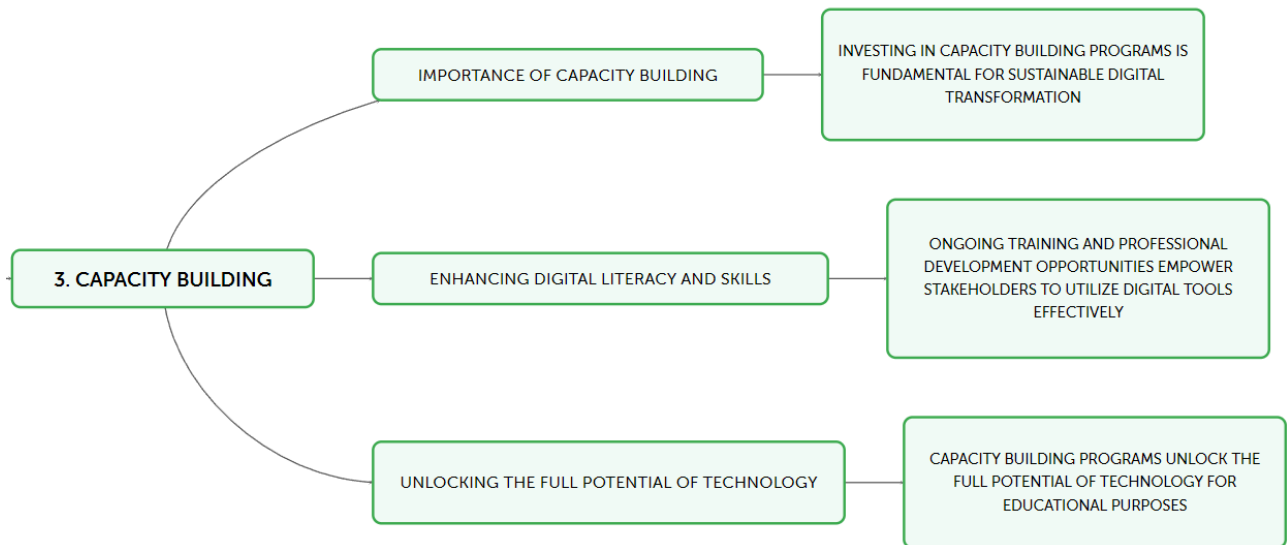 IMPORTANCE OF CAPACITY BUILDING
INVESTING IN CAPACITY BUILDING PROGRAMS IS
FUNDAMENTAL FOR SUSTAINABLE DIGITAL
TRANSFORMATION
3. CAPACITY BUILDING
ENHANCING DIGITAL LITERACY AND SKILLS
ONGOING TRAINING AND PROFESSIONAL
DEVELOPMENT OPPORTUNITIES EMPOWER
STAKEHOLDERS TO UTILIZE DIGITAL TOOLS
EFFECTIVELY
UNLOCKING THE FULL POTENTIAL OF TECHNOLOGY
CAPACITY BUILDING PROGRAMS UNLOCK THE
FULL POTENTIAL OF TECHNOLOGY FOR
EDUCATIONAL PURPOSES